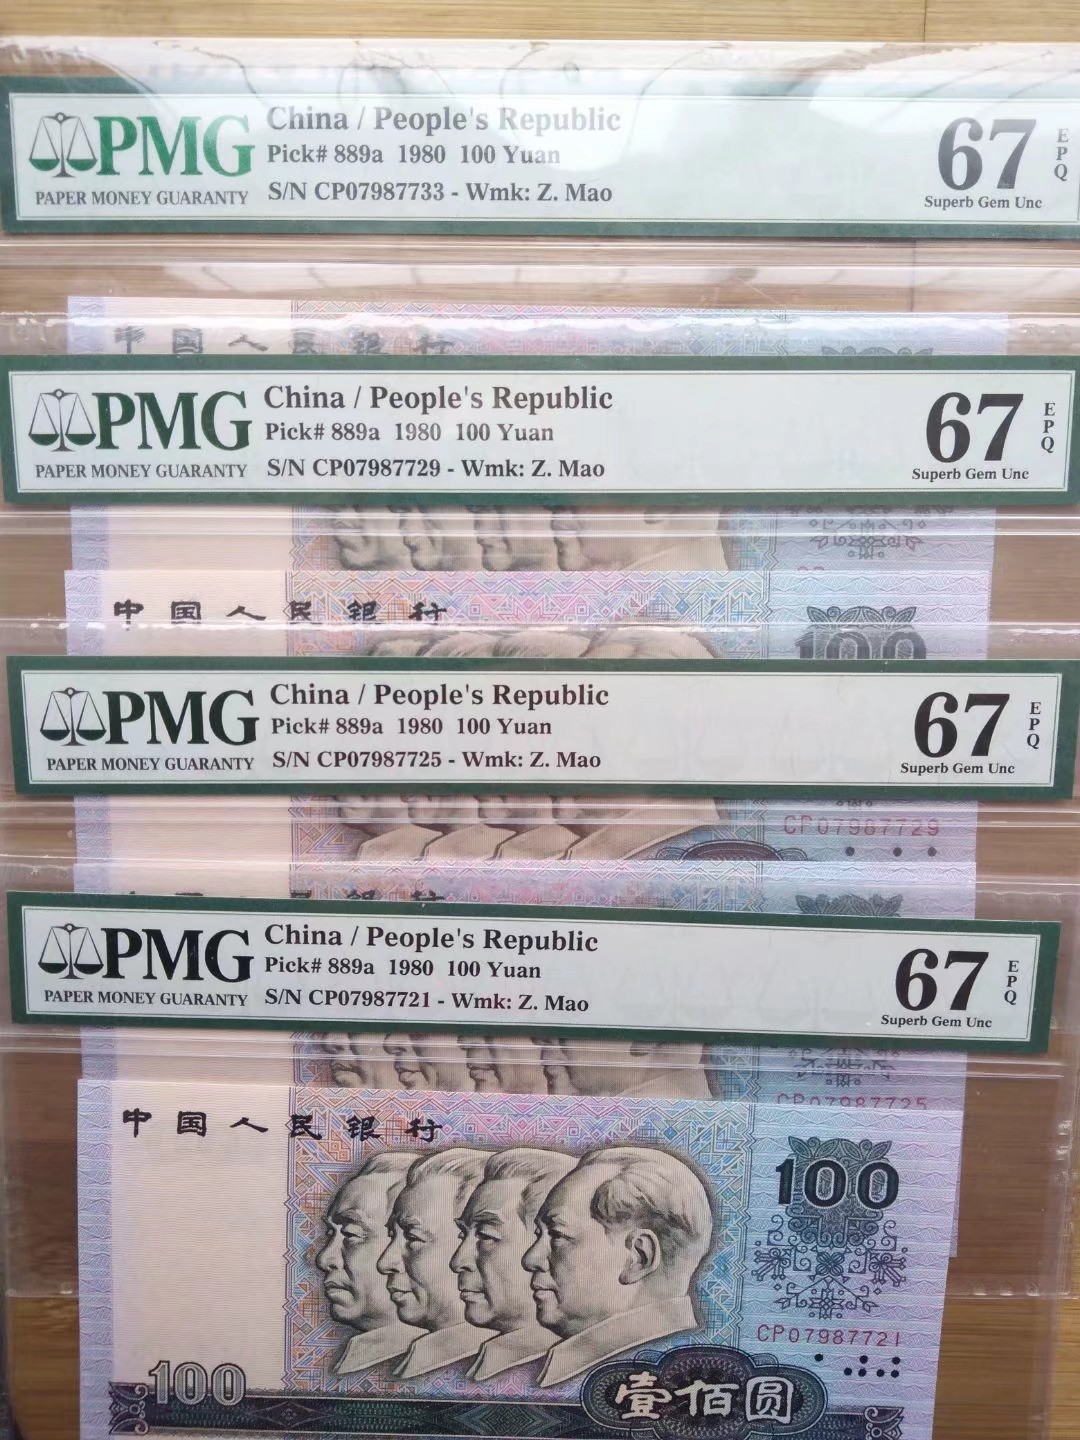 PMG
PAPER MONEY GUARANTY
China / People's Republic
Pick# 889a 1980 100 Yuan
S/N CP07987733 - Wmk: Z. Mao
67
EPQ
Superb Gem Unc
中国人民银行
PMG
PAPER MONEY GUARANTY
China / People's Republic
Pick# 889a 1980 100 Yuan
S/N CP07987729 - Wmk: Z. Mao
67
EPQ
Superb Gem Unc
中国人民银行
100
PMG
PAPER MONEY GUARANTY
China / People's Republic
Pick# 889a 1980 100 Yuan
S/N CP07987725 - Wmk: Z. Mao
67
EPQ
Superb Gem Unc
CP07987729
PMG
PAPER MONEY GUARANTY
China / People's Republic
Pick# 889a 1980 100 Yuan
S/N CP07987721 - Wmk: Z. Mao
67
EPQ
Superb Gem Unc
CP07987725
中国人民银行
100
CP07987721
100
壹佰圆